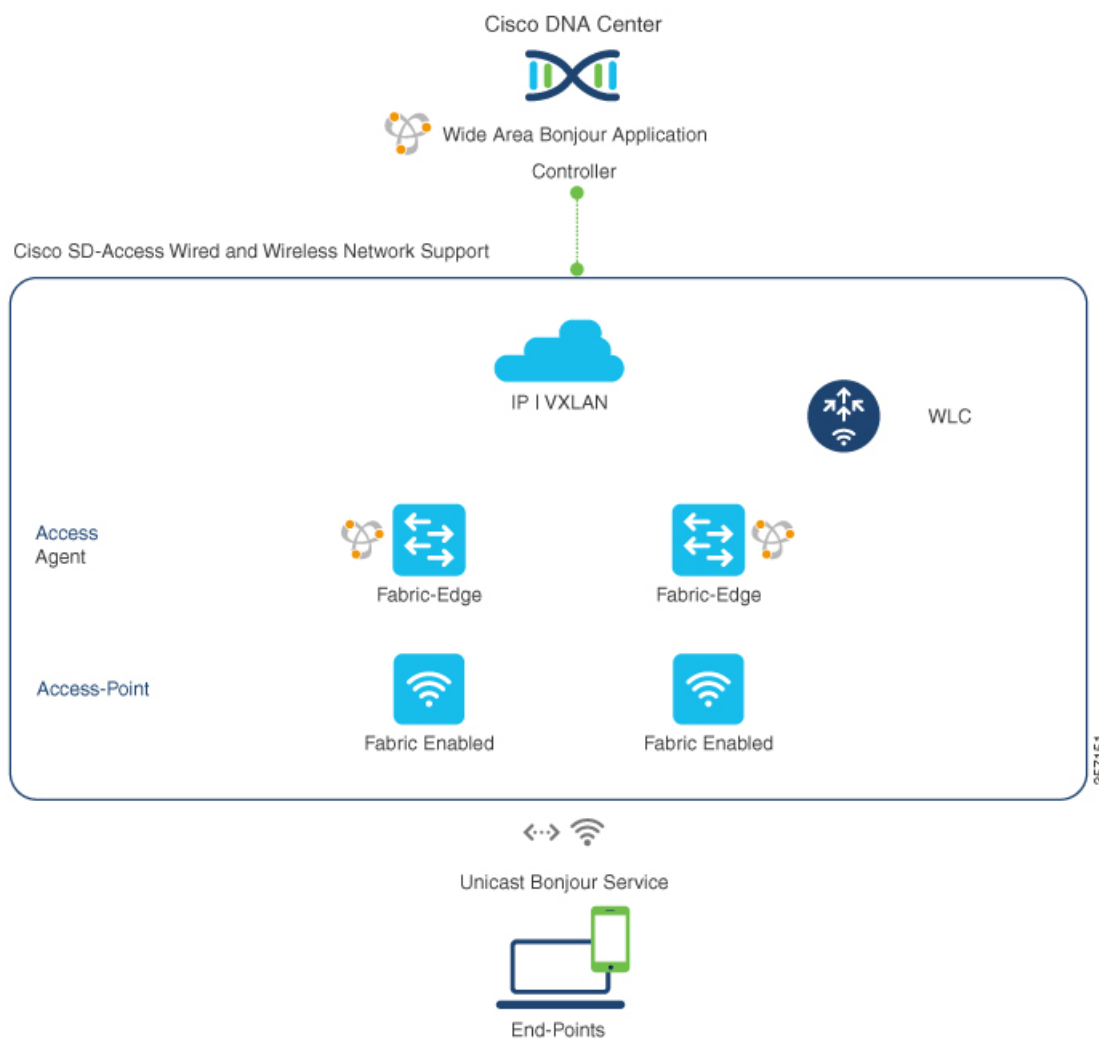 Cisco DNA Center
Wide Area Bonjour Application
Controller
Cisco SD-Access Wired and Wireless Network Support
IP | VXLAN
WLC
Access
Agent
Fabric-Edge
Fabric-Edge
Access-Point
Fabric Enabled
Fabric Enabled
357151
Unicast Bonjour Service
End-Points